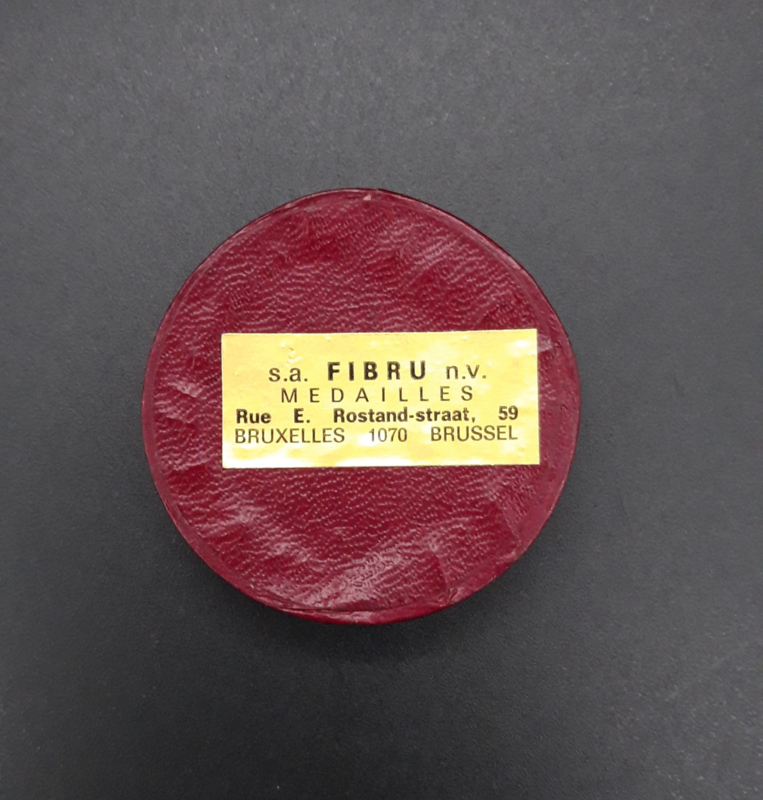 s.a. FIBRU n.v.
MEDAILLES
Rue E. Rostand-straat, 59
BRUXELLES 1070 BRUSSEL